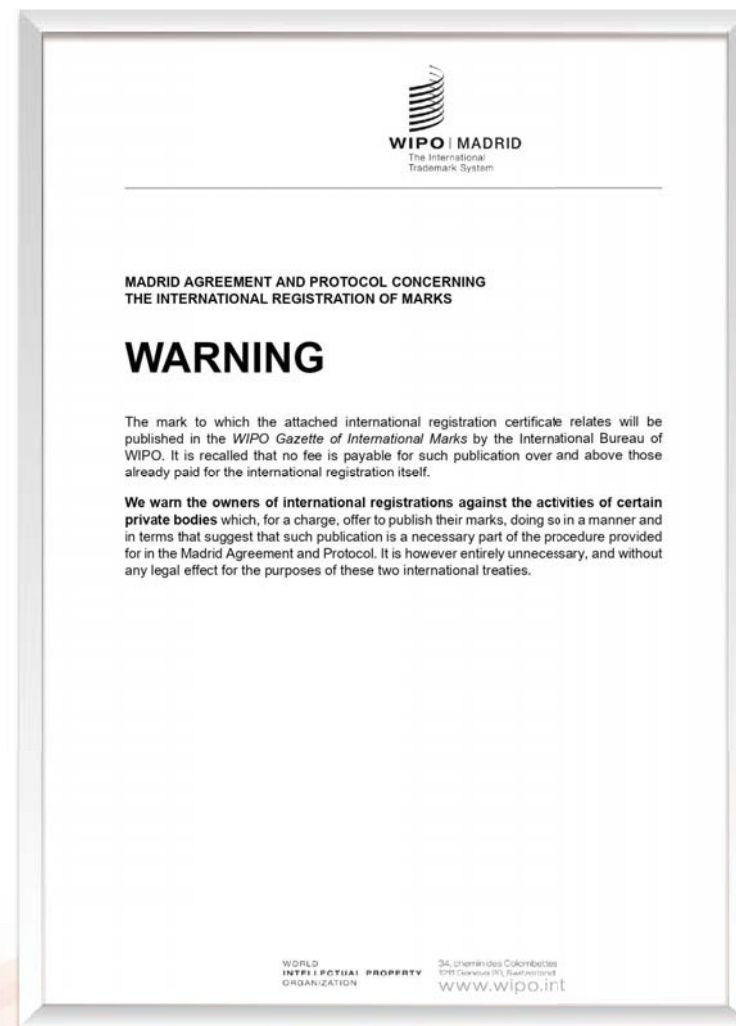 WIPO | MADRID
The International
Trademark System
MADRID AGREEMENT AND PROTOCOL CONCERNING
THE INTERNATIONAL REGISTRATION OF MARKS
WARNING
The mark to which the attached international registration certificate relates will be
published in the WIPO Gazette of International Marks by the International Bureau of
WIPO. It is recalled that no fee is payable for such publication over and above those
already paid for the international registration itself.
We warn the owners of international registrations against the activities of certain
private bodies which, for a charge, offer to publish their marks, doing so in a manner and
in terms that suggest that such publication is a necessary part of the procedure provided
for in the Madrid Agreement and Protocol. It is however entirely unnecessary, and without
any legal effect for the purposes of these two international treaties.
WORLD
INTELLECTUAL PROPERTY
ORGANIZATION
34, chemin des Colombettes
1211 Geneva 20, Switzerland
www.wipo.int